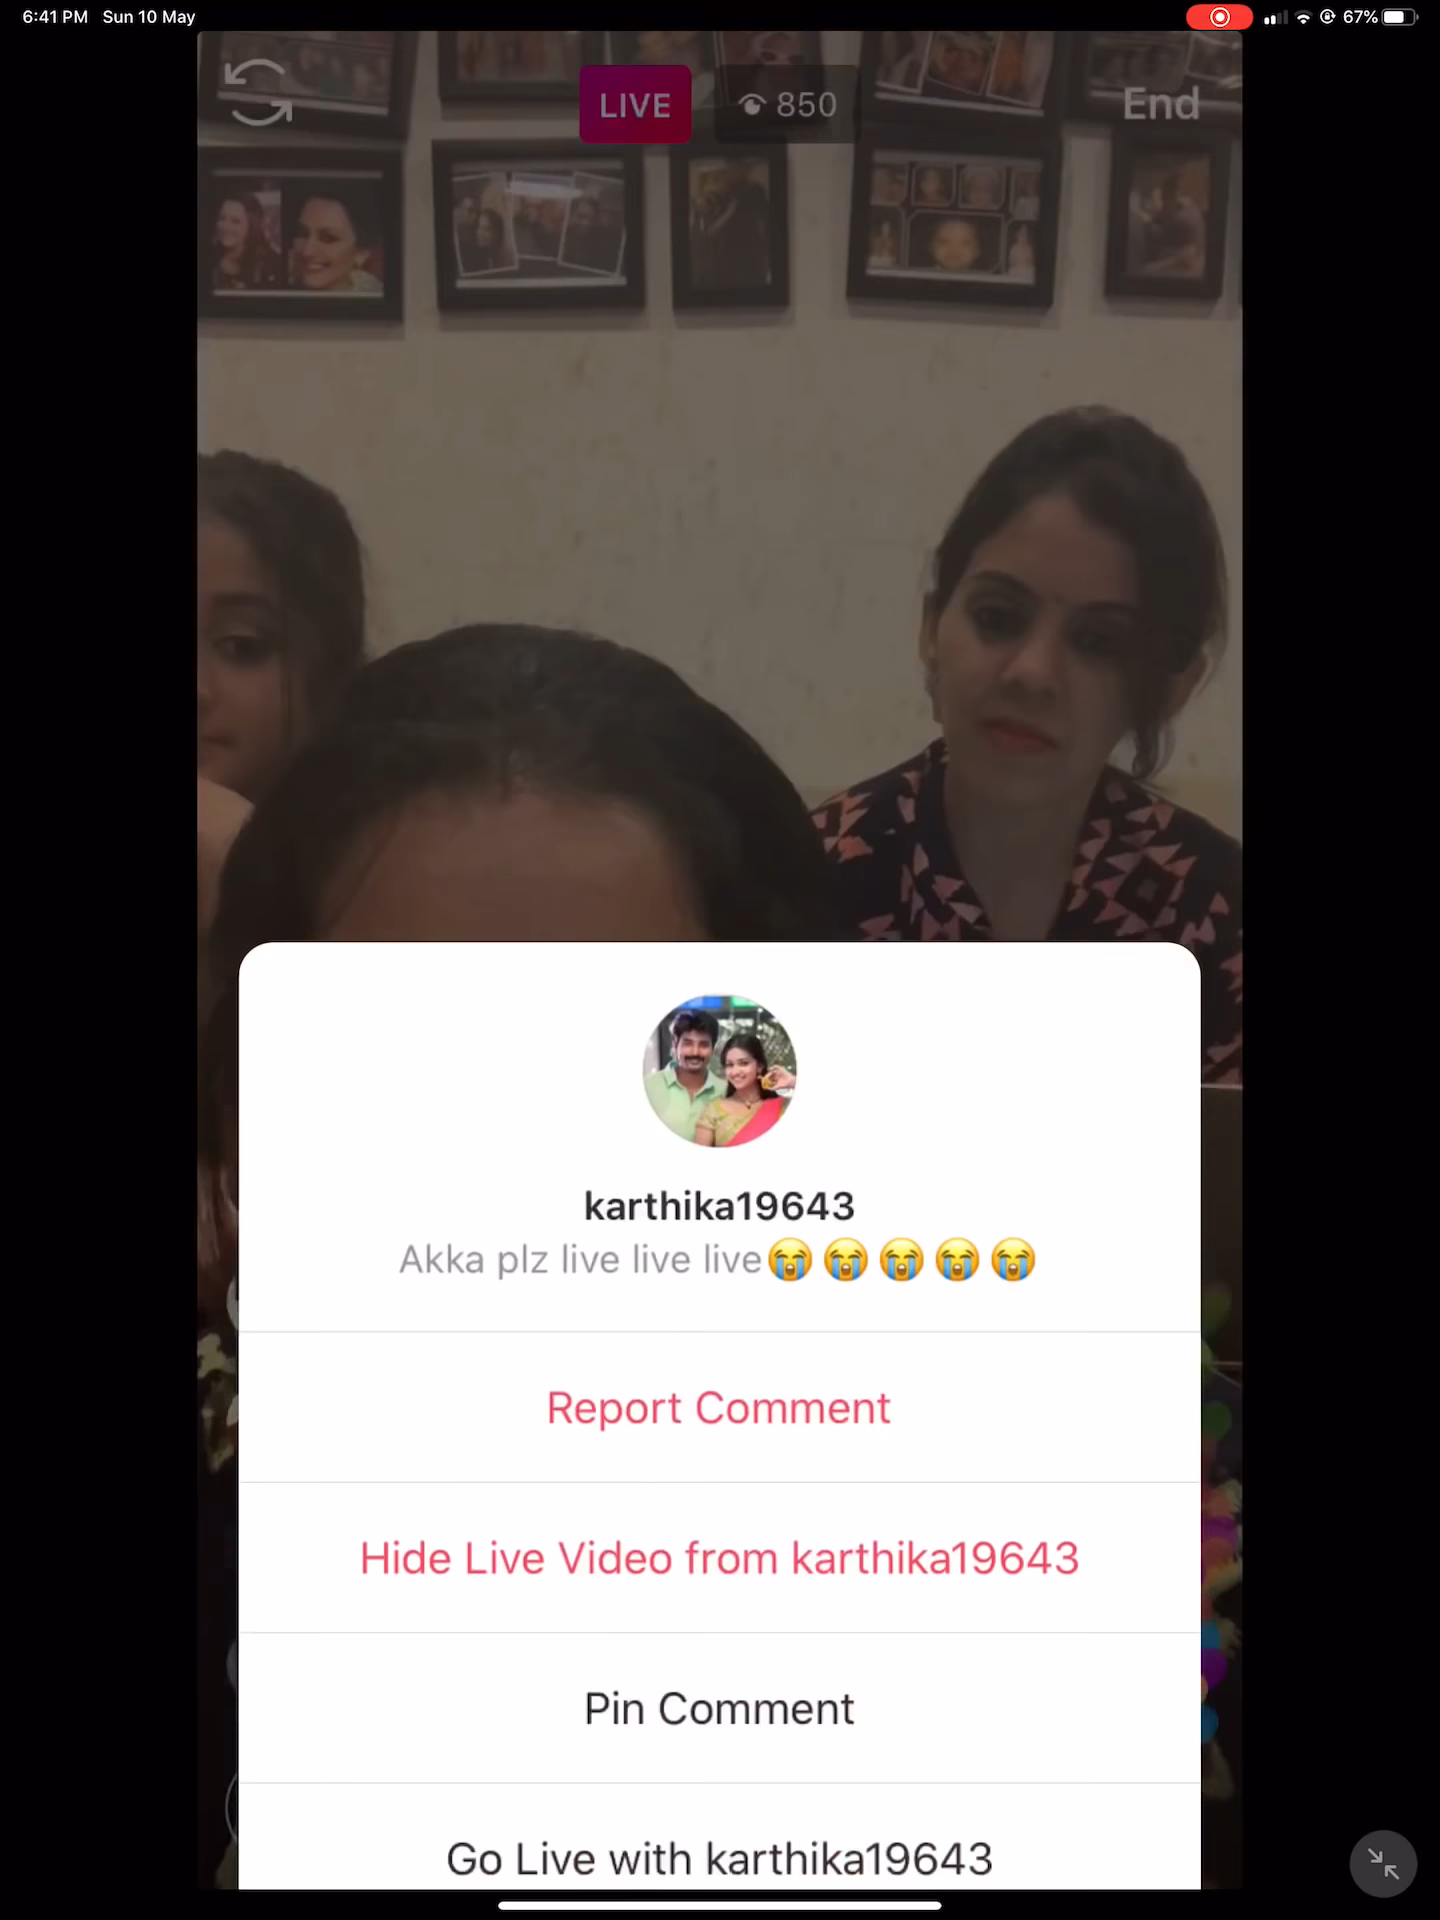 6:41 PM Sun 10 May
67%
LIVE
850
End
karthika19643
Akka plz live live live😭😭😭😭😭
Report Comment
Hide Live Video from karthika19643
Pin Comment
Go Live with karthika19643